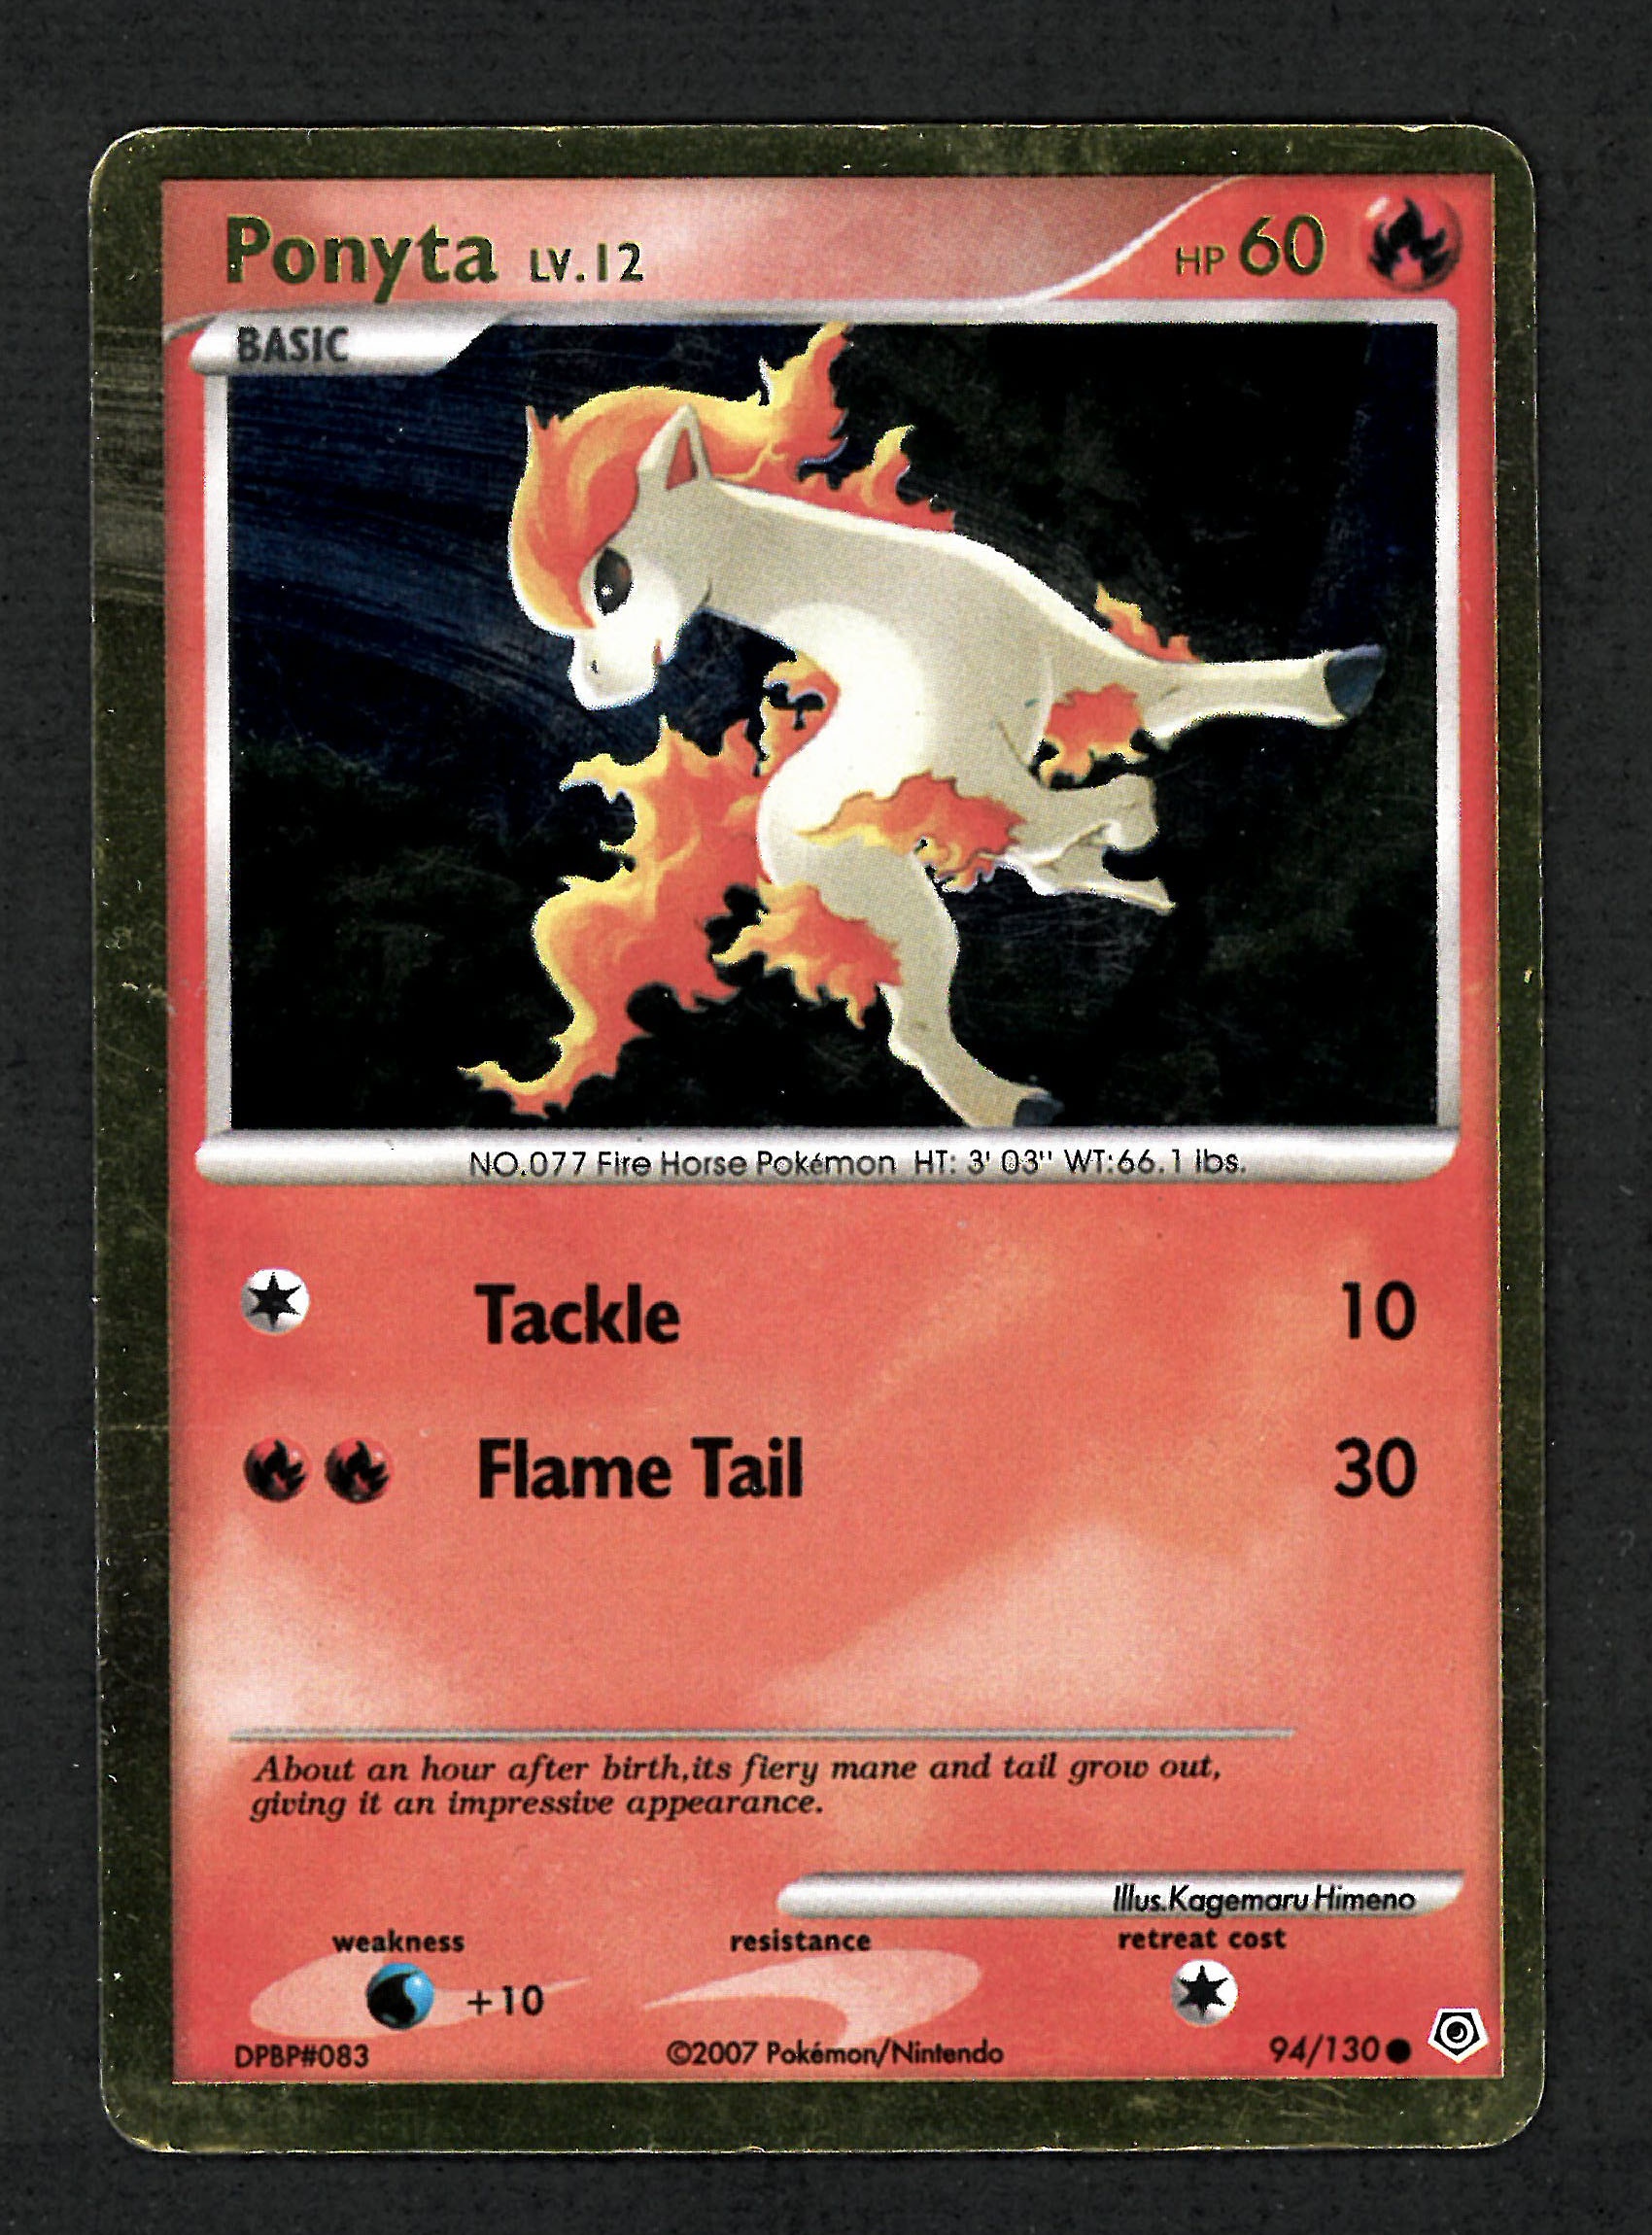 Ponyta LV.12 HP 60
BASIC
NO.077 Fire Horse Pokémon HT: 3' 03" WT:66.1 lbs.
Tackle 10
Flame Tail 30
About an hour after birth,its fiery mane and tail grow out,
giving it an impressive appearance.
Illus.Kagemaru Himeno
weakness resistance retreat cost
+10
DPBP#083 ©2007 Pokémon/Nintendo 94/130